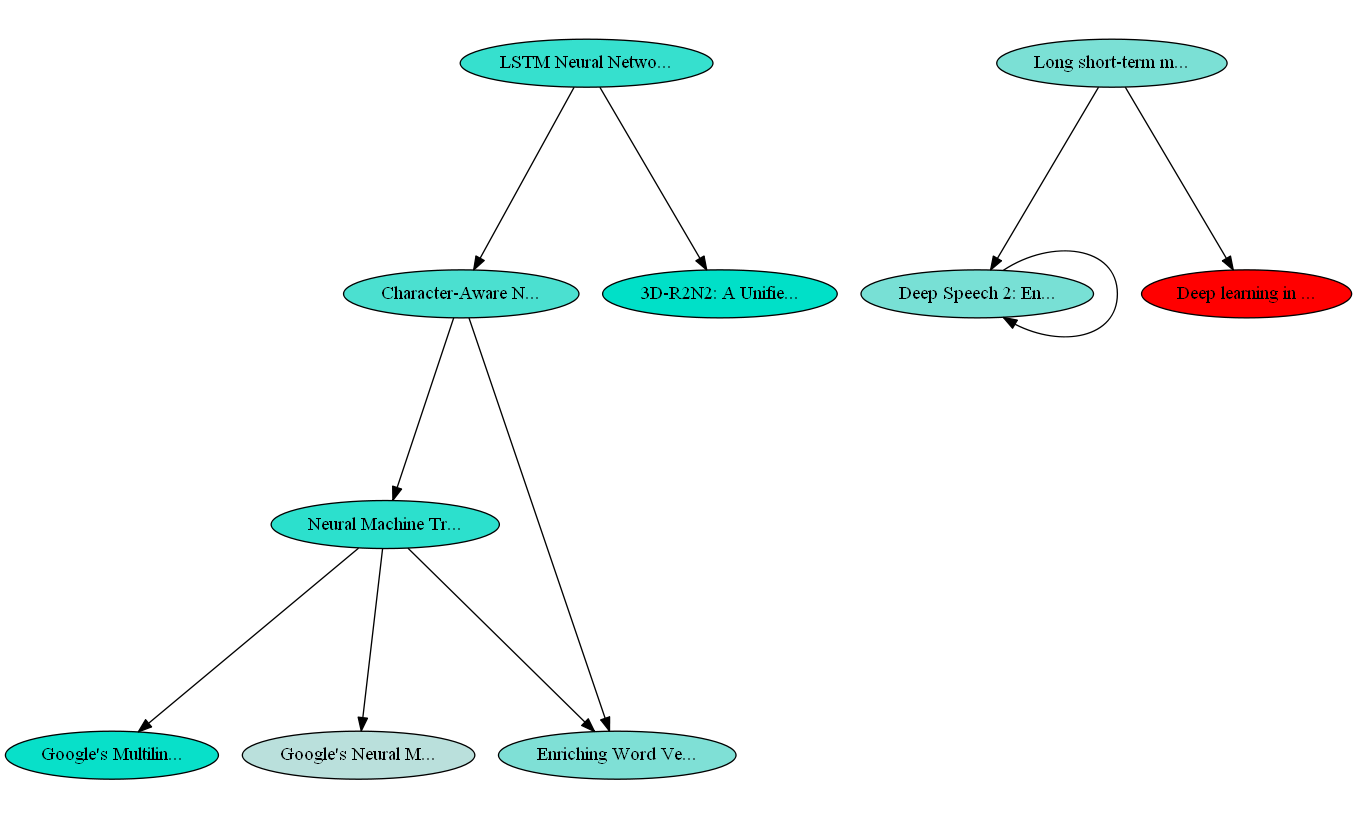 LSTM Neural Netwo...
Long short-term m...
Character-Aware N...
3D-R2N2: A Unifie...
Deep Speech 2: En...
Deep learning in ...
Neural Machine Tr...
Google's Multilin...
Google's Neural M...
Enriching Word Ve...